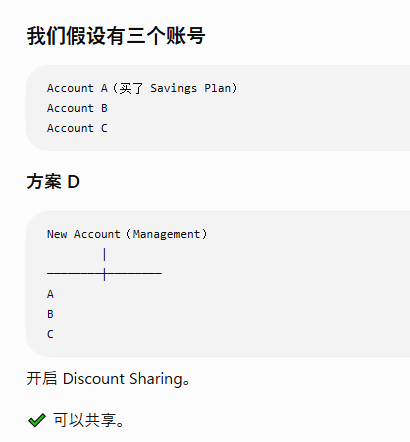 我们假设有三个账号
Account A（买了 Savings Plan）
Account B
Account C
方案 D
New Account（Management）
A
B
C
开启 Discount Sharing。
✔ 可以共享。